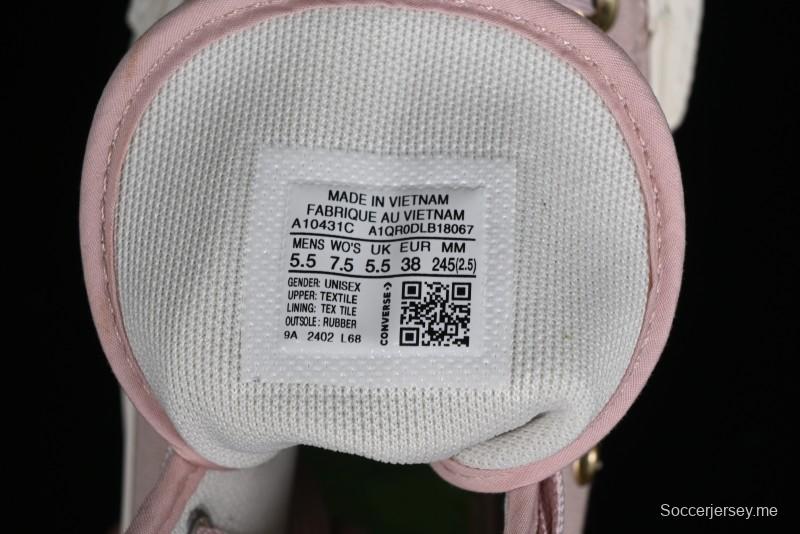 MADE IN VIETNAM
FABRIQUE AU VIETNAM
A10431C A1QR0DLB18067
MENS WO'S UK EUR MM
5.5 7.5 5.5 38 245(2.5)
GENDER: UNISEX
UPPER: TEXTILE
LINING: TEX TILE
OUTSOLE: RUBBER
9A 2402 L68
CONVERSE
Soccerjersey.me